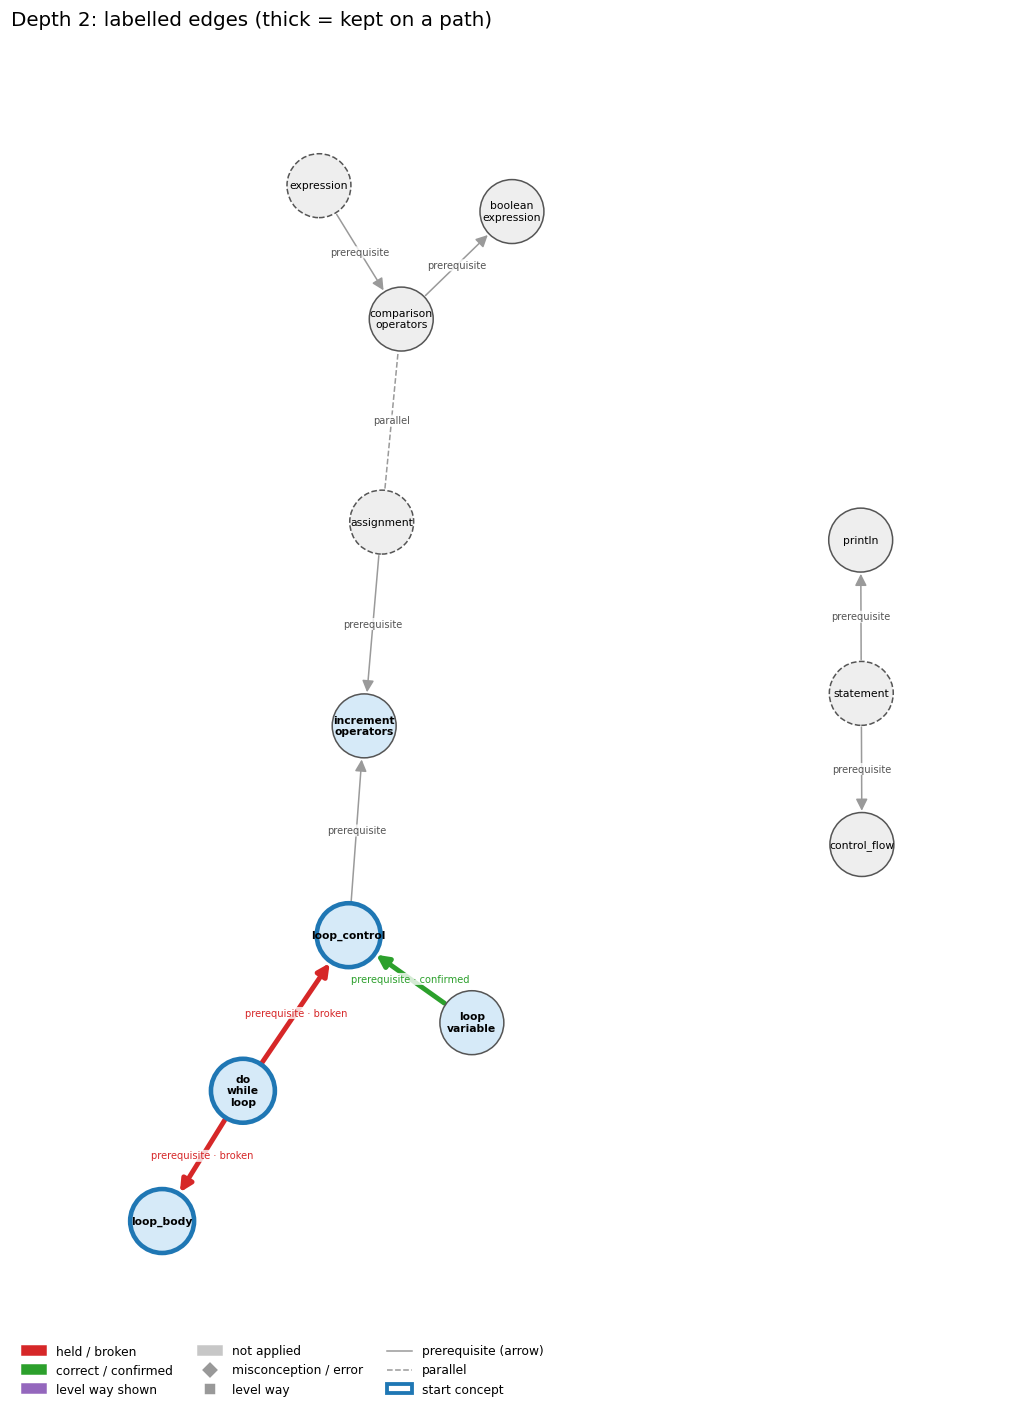 Depth 2: labelled edges (thick = kept on a path)
expression
boolean
expression
prerequisite
prerequisite
comparison
operators
parallel
assignment
println
prerequisite
prerequisite
statement
increment
operators
prerequisite
prerequisite
control_flow
loop_control
prerequisite · confirmed
prerequisite · broken
loop
variable
do
while
loop
prerequisite · broken
loop_body
held / broken
correct / confirmed
level way shown
not applied
misconception / error
level way
prerequisite (arrow)
parallel
start concept